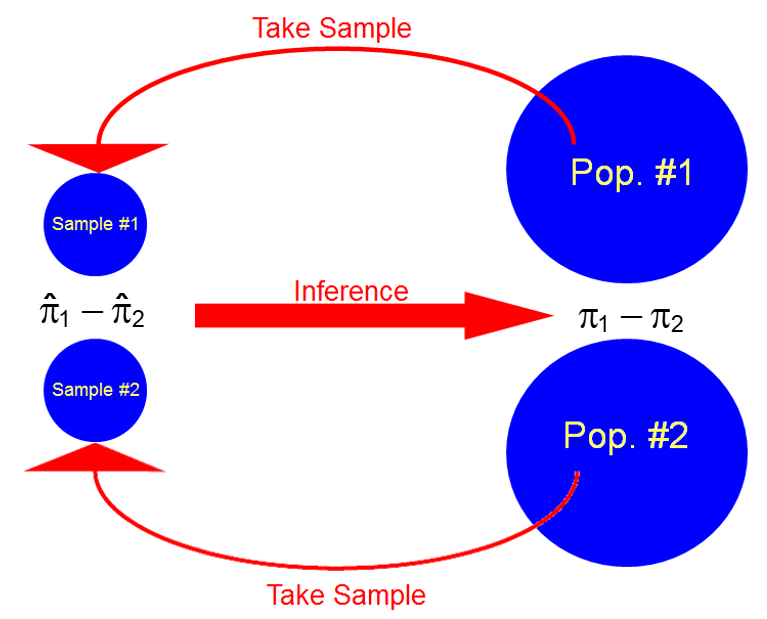 Take Sample
Pop. #1
Sample #1
Inference
π̂₁ − π̂₂
π₁ − π₂
Sample #2
Pop. #2
Take Sample